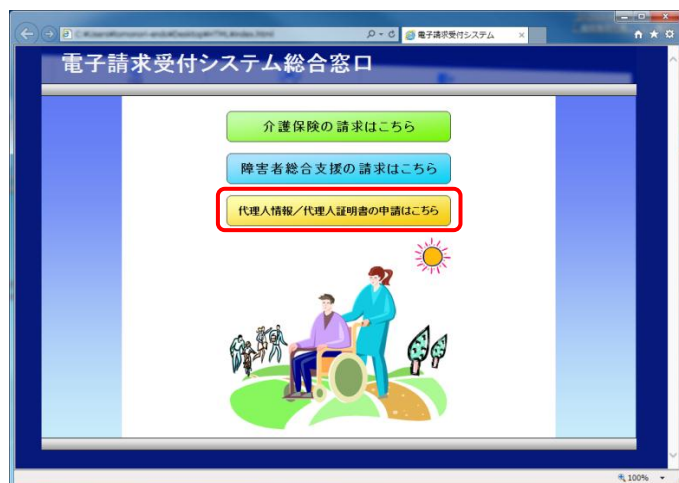 電子請求受付システム
電子請求受付システム総合窓口
介護保険の請求はこちら
障害者総合支援の請求はこちら
代理人情報／代理人証明書の申請はこちら
100%